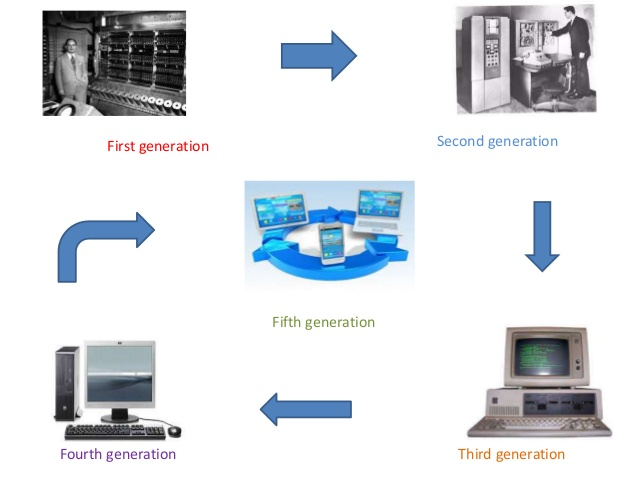 First generation
Second generation
Fifth generation
Fourth generation
Third generation